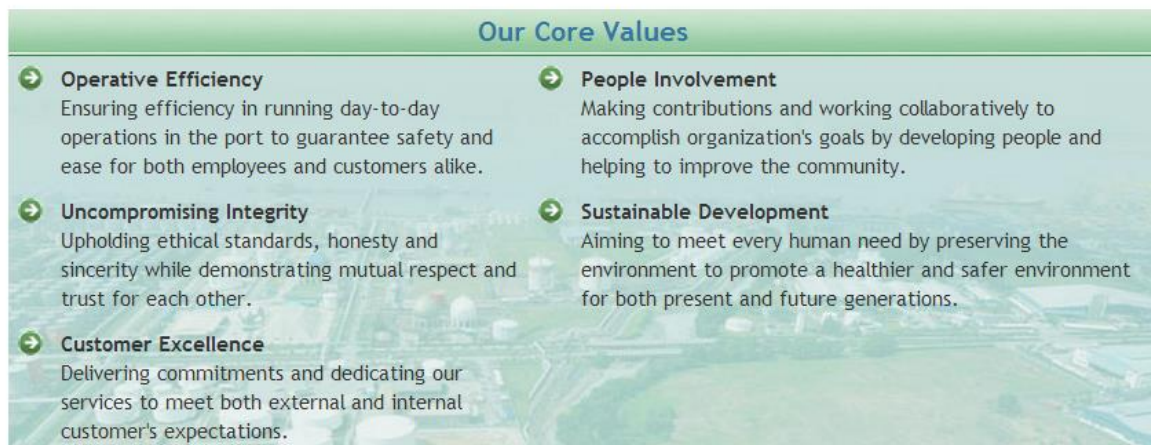 Our Core Values
Operative Efficiency
Ensuring efficiency in running day-to-day
operations in the port to guarantee safety and
ease for both employees and customers alike.
Uncompromising Integrity
Upholding ethical standards, honesty and
sincerity while demonstrating mutual respect and
trust for each other.
Customer Excellence
Delivering commitments and dedicating our
services to meet both external and internal
customer's expectations.
People Involvement
Making contributions and working collaboratively to
accomplish organization's goals by developing people and
helping to improve the community.
Sustainable Development
Aiming to meet every human need by preserving the
environment to promote a healthier and safer environment
for both present and future generations.